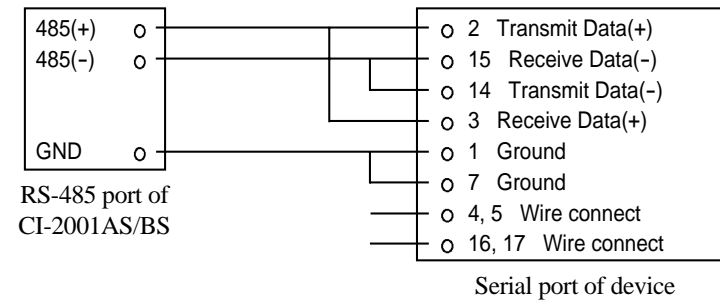 485(+)
485(−)
GND
RS-485 port of
CI-2001AS/BS
2 Transmit Data(+)
15 Receive Data(−)
14 Transmit Data(−)
3 Receive Data(+)
1 Ground
7 Ground
4, 5 Wire connect
16, 17 Wire connect
Serial port of device